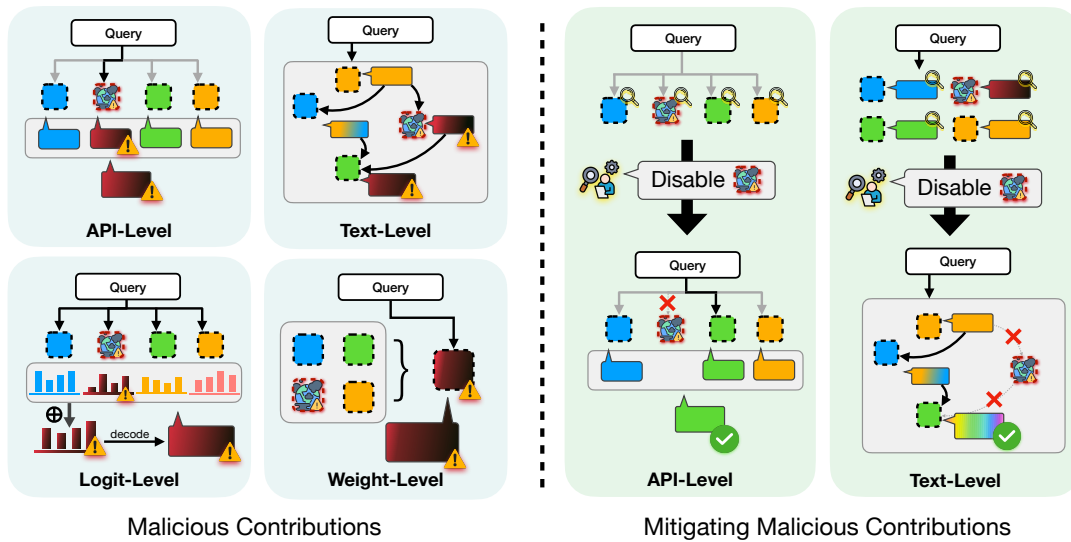 Query
API-Level
Query
Text-Level
Query
decode
Logit-Level
Query
Weight-Level
Malicious Contributions
Query
Disable
Query
API-Level
Query
Disable
Query
Text-Level
Mitigating Malicious Contributions